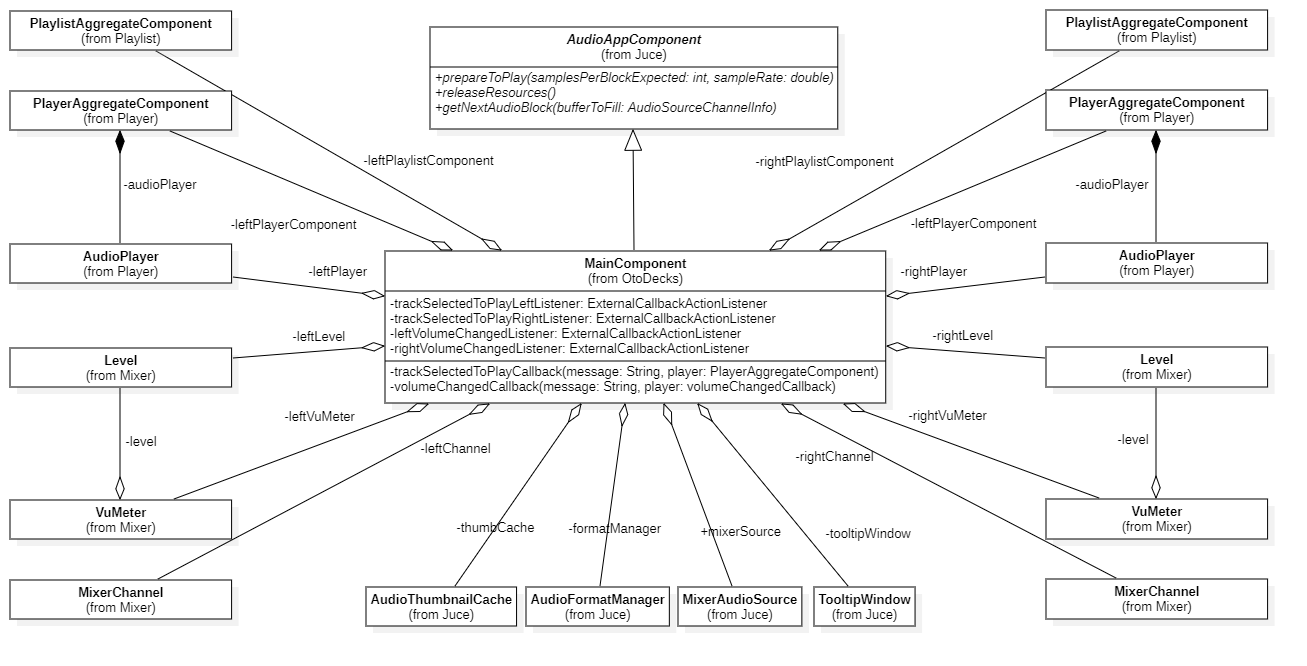 PlaylistAggregateComponent
(from Playlist)
PlayerAggregateComponent
(from Player)
-audioPlayer
AudioPlayer
(from Player)
Level
(from Mixer)
-level
VuMeter
(from Mixer)
MixerChannel
(from Mixer)
AudioAppComponent
(from Juce)
+prepareToPlay(samplesPerBlockExpected: int, sampleRate: double)
+releaseResources()
+getNextAudioBlock(bufferToFill: AudioSourceChannelInfo)
-leftPlaylistComponent
-leftPlayerComponent
-leftPlayer
-leftLevel
-leftVuMeter
-leftChannel
MainComponent
(from OtoDecks)
-trackSelectedToPlayLeftListener: ExternalCallbackActionListener
-trackSelectedToPlayRightListener: ExternalCallbackActionListener
-leftVolumeChangedListener: ExternalCallbackActionListener
-rightVolumeChangedListener: ExternalCallbackActionListener
-trackSelectedToPlayCallback(message: String, player: PlayerAggregateComponent)
-volumeChangedCallback(message: String, player: volumeChangedCallback)
-thumbCache
-formatManager
+mixerSource
-tooltipWindow
AudioThumbnailCache
(from Juce)
AudioFormatManager
(from Juce)
MixerAudioSource
(from Juce)
TooltipWindow
(from Juce)
-rightPlaylistComponent
-leftPlayerComponent
-rightPlayer
-rightLevel
-rightVuMeter
-rightChannel
PlaylistAggregateComponent
(from Playlist)
PlayerAggregateComponent
(from Player)
-audioPlayer
AudioPlayer
(from Player)
Level
(from Mixer)
-level
VuMeter
(from Mixer)
MixerChannel
(from Mixer)